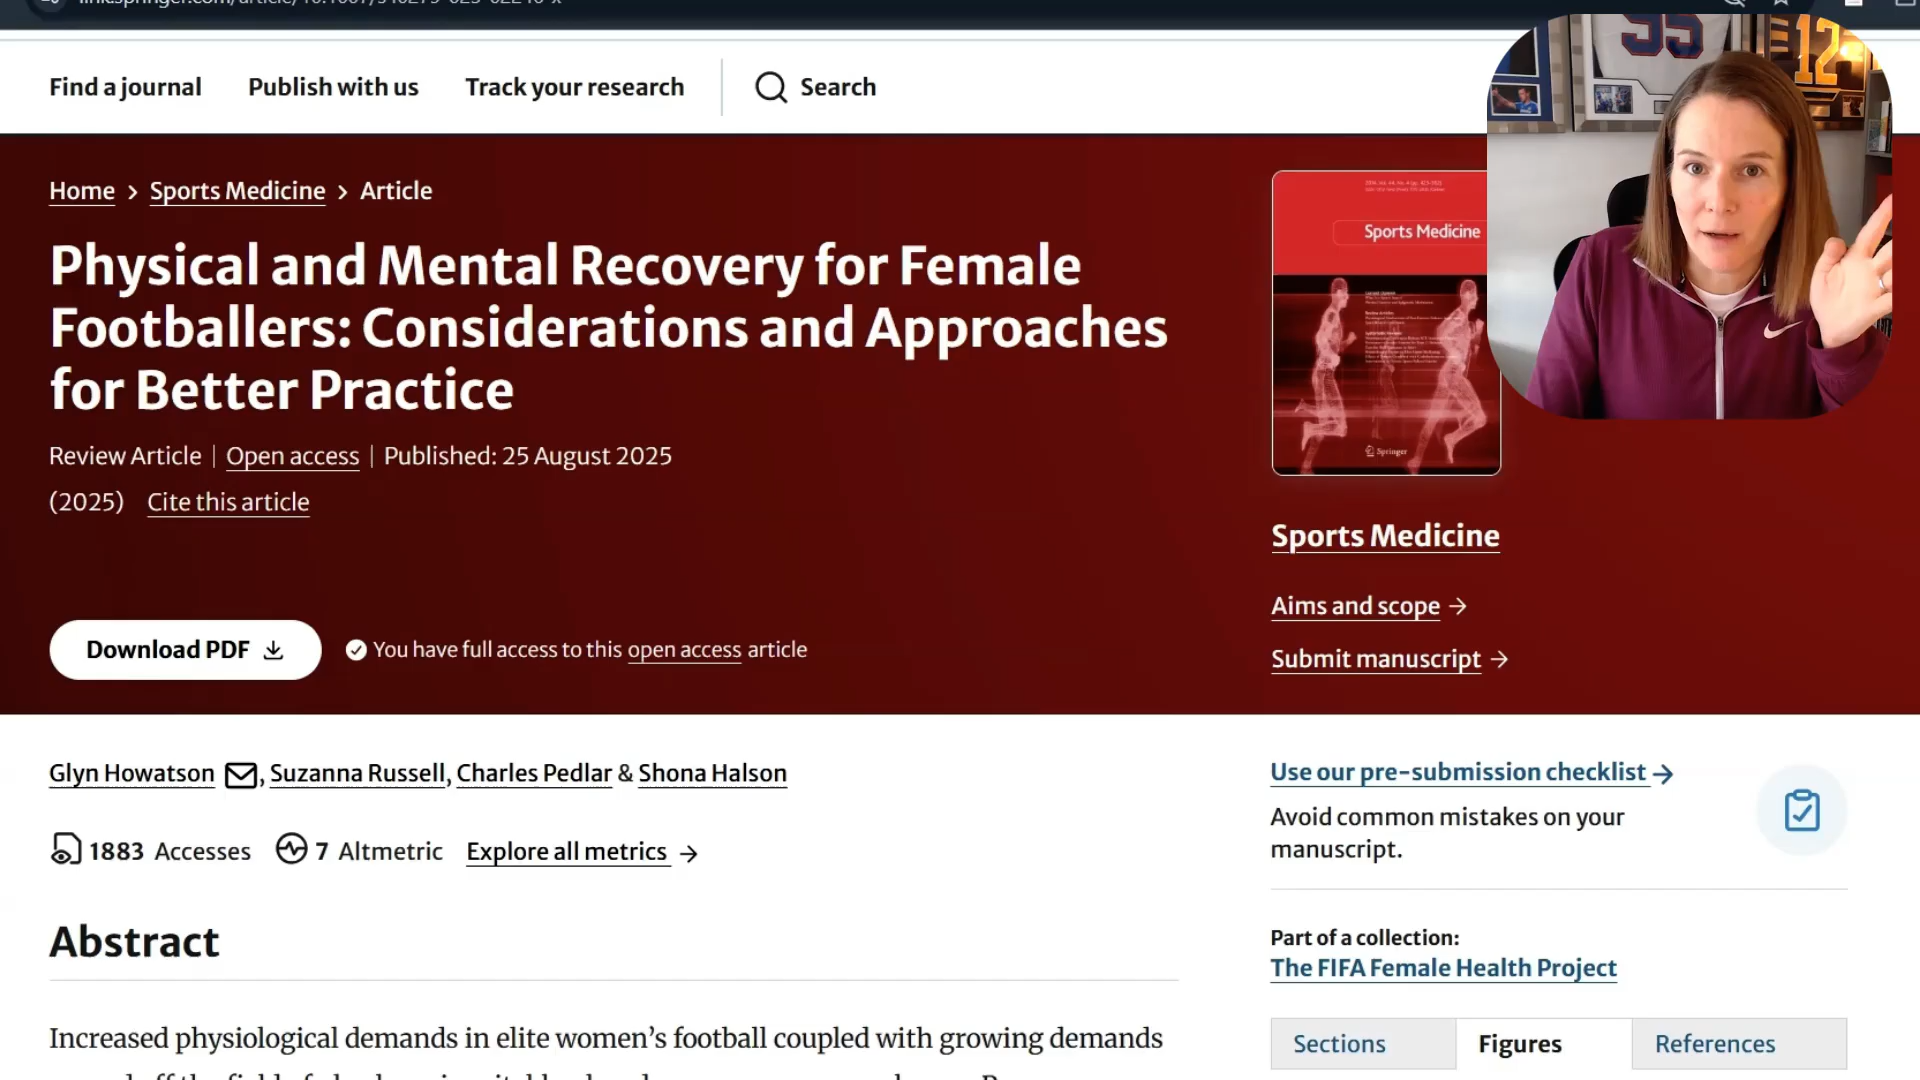 Find a journal
Publish with us
Track your research
Search
95
12
Home > Sports Medicine > Article
Physical and Mental Recovery for Female
Footballers: Considerations and Approaches
for Better Practice
Review Article | Open access | Published: 25 August 2025
(2025) Cite this article
Sports Medicine
Springer
Sports Medicine
Aims and scope →
Submit manuscript →
Download PDF
You have full access to this open access article
Glyn Howatson, Suzanna Russell, Charles Pedlar & Shona Halson
1883 Accesses 7 Altmetric Explore all metrics →
Abstract
Increased physiological demands in elite women’s football coupled with growing demands
Use our pre-submission checklist →
Avoid common mistakes on your
manuscript.
Part of a collection:
The FIFA Female Health Project
Sections
Figures
References